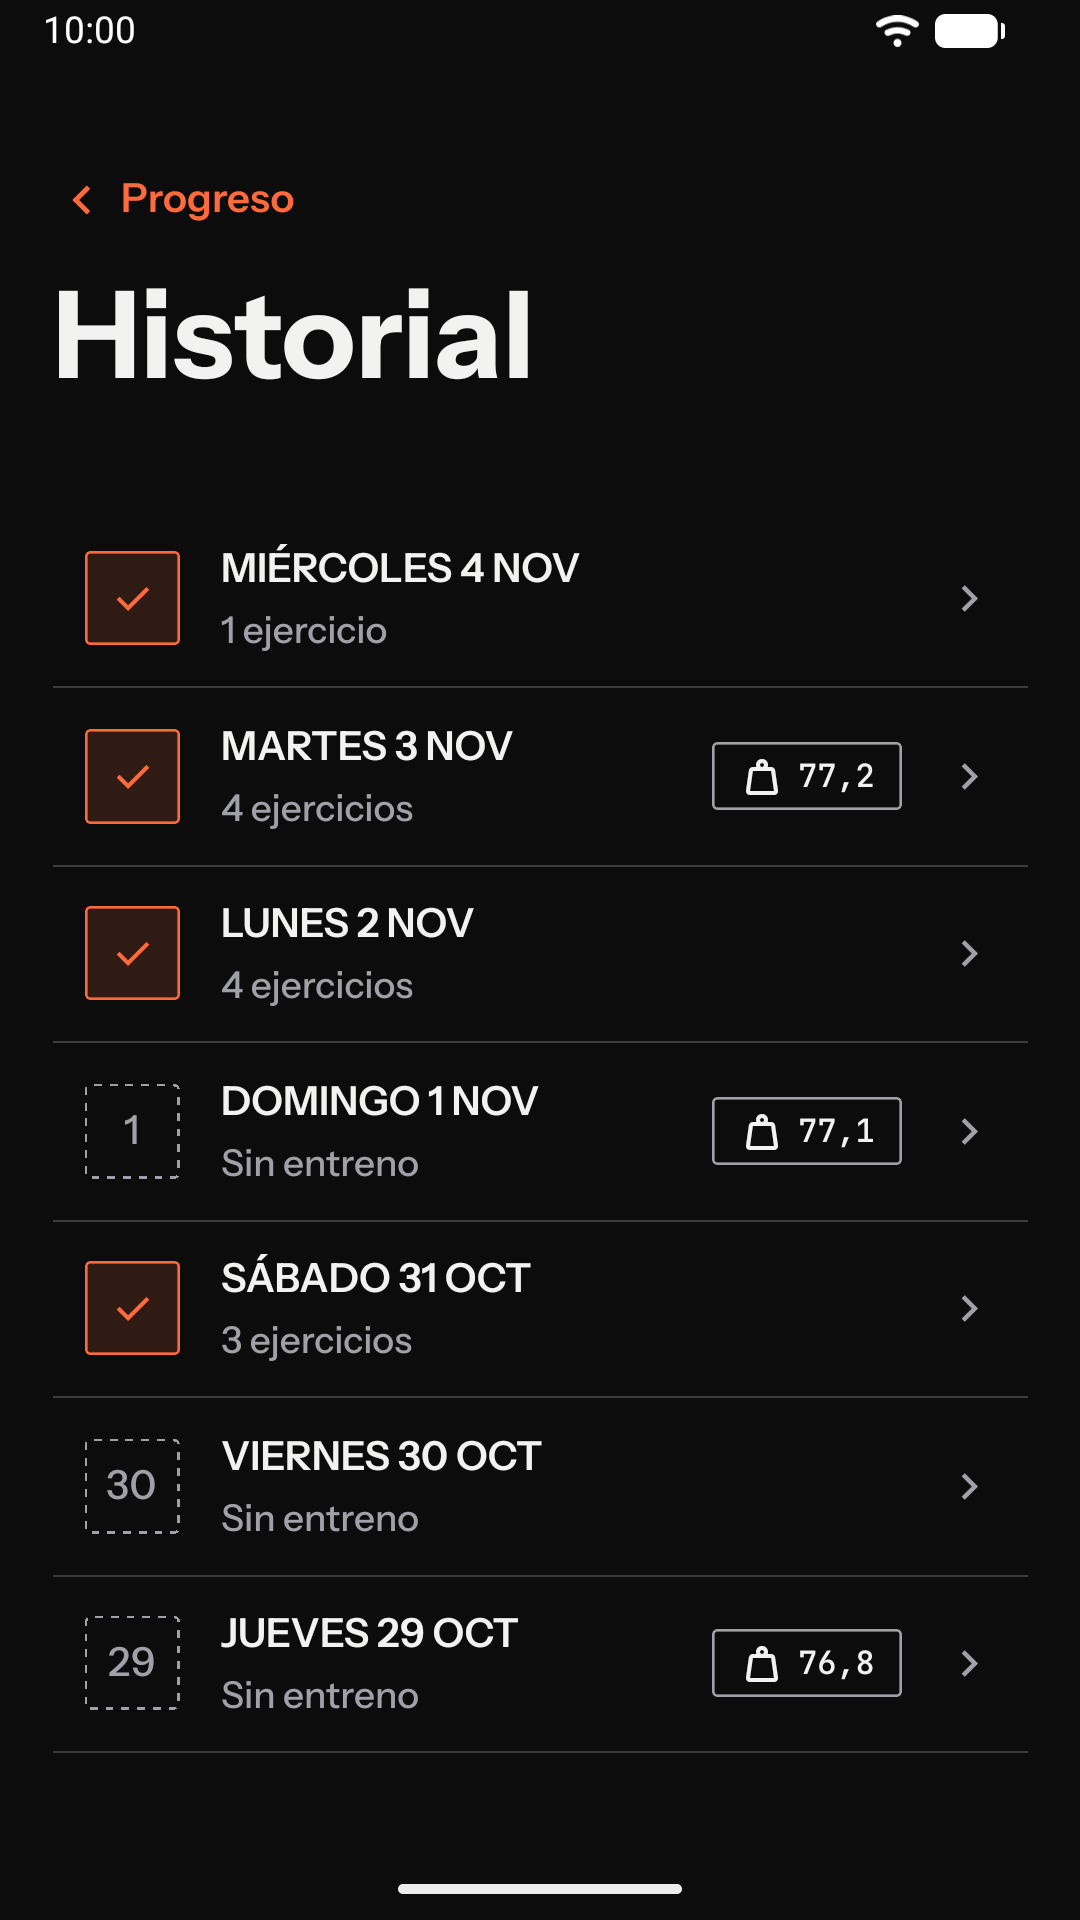 10:00
Progreso
Historial
MIÉRCOLES 4 NOV
1 ejercicio
MARTES 3 NOV
4 ejercicios
77,2
LUNES 2 NOV
4 ejercicios
1
DOMINGO 1 NOV
Sin entreno
77,1
SÁBADO 31 OCT
3 ejercicios
30
VIERNES 30 OCT
Sin entreno
29
JUEVES 29 OCT
Sin entreno
76,8